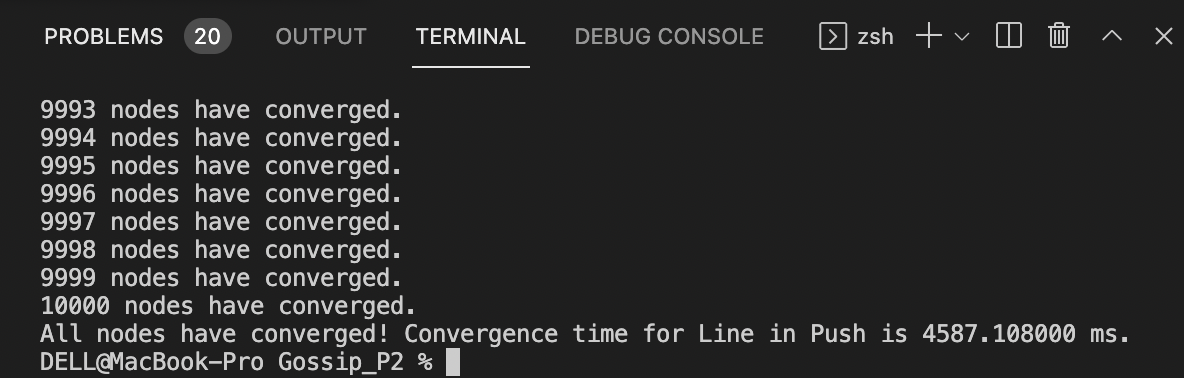 PROBLEMS 20 OUTPUT TERMINAL DEBUG CONSOLE zsh
9993 nodes have converged.
9994 nodes have converged.
9995 nodes have converged.
9996 nodes have converged.
9997 nodes have converged.
9998 nodes have converged.
9999 nodes have converged.
10000 nodes have converged.
All nodes have converged! Convergence time for Line in Push is 4587.108000 ms.
DELL@MacBook-Pro Gossip_P2 %